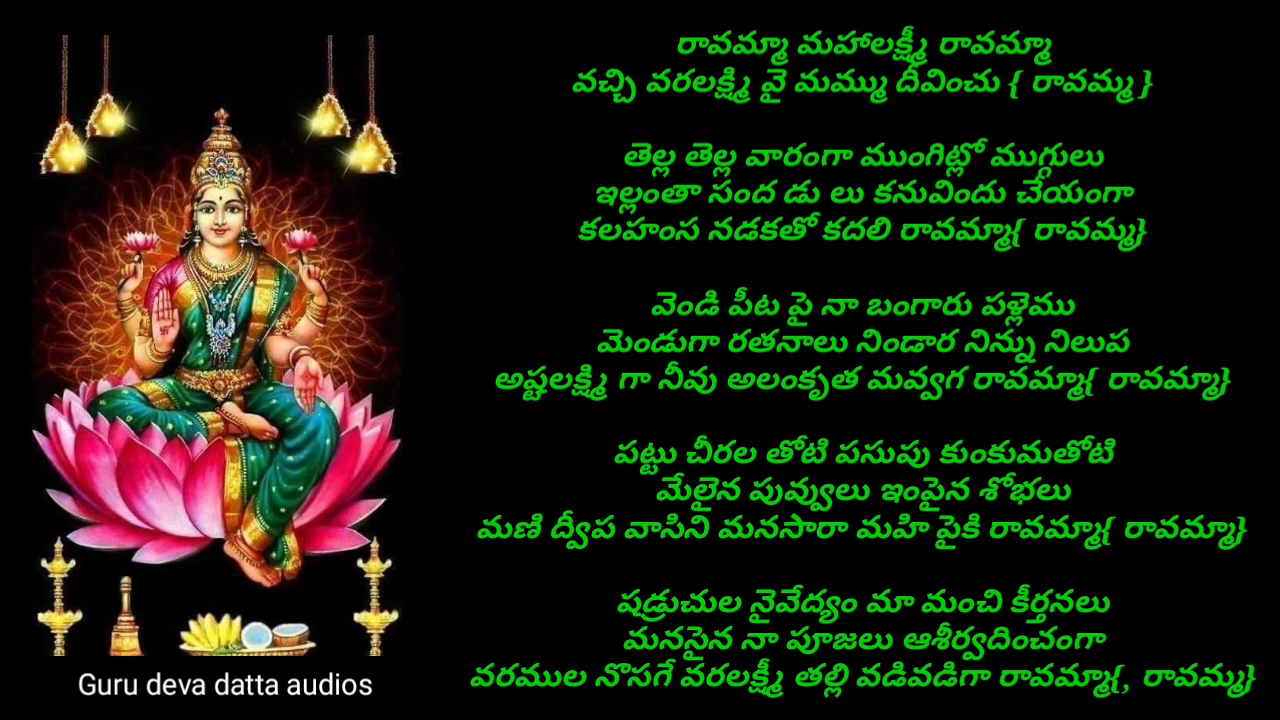 రావమ్మా మహాలక్ష్మీ రావమ్మా
వచ్చి వరలక్ష్మి వై మమ్ము దీవించు { రావమ్మ }
తెల్ల తెల్ల వారంగా ముంగిట్లో ముగ్గులు
ఇల్లంతా సంద డు లు కనువిందు చేయంగా
కలహంస నడకతో కదలి రావమ్మా{ రావమ్మ}
వెండి పీట పై నా బంగారు పళ్లెము
మెండుగా రతనాలు నిండార నిన్ను నిలుప
అష్టలక్ష్మి గా నీవు అలంకృత మవ్వగ రావమ్మా{ రావమ్మా}
పట్టు చీరల తోటి పసుపు కుంకుమతోటి
మేలైన పువ్వులు ఇంపైన శోభలు
మణి ద్వీప వాసిని మనసారా మహి పైకి రావమ్మా{ రావమ్మా}
షడ్రుచుల నైవేద్యం మా మంచి కీర్తనలు
మనసైన నా పూజలు ఆశీర్వదించంగా
వరముల నొసగే వరలక్ష్మీ తల్లి వడివడిగా రావమ్మా{, రావమ్మ}
Guru deva datta audios